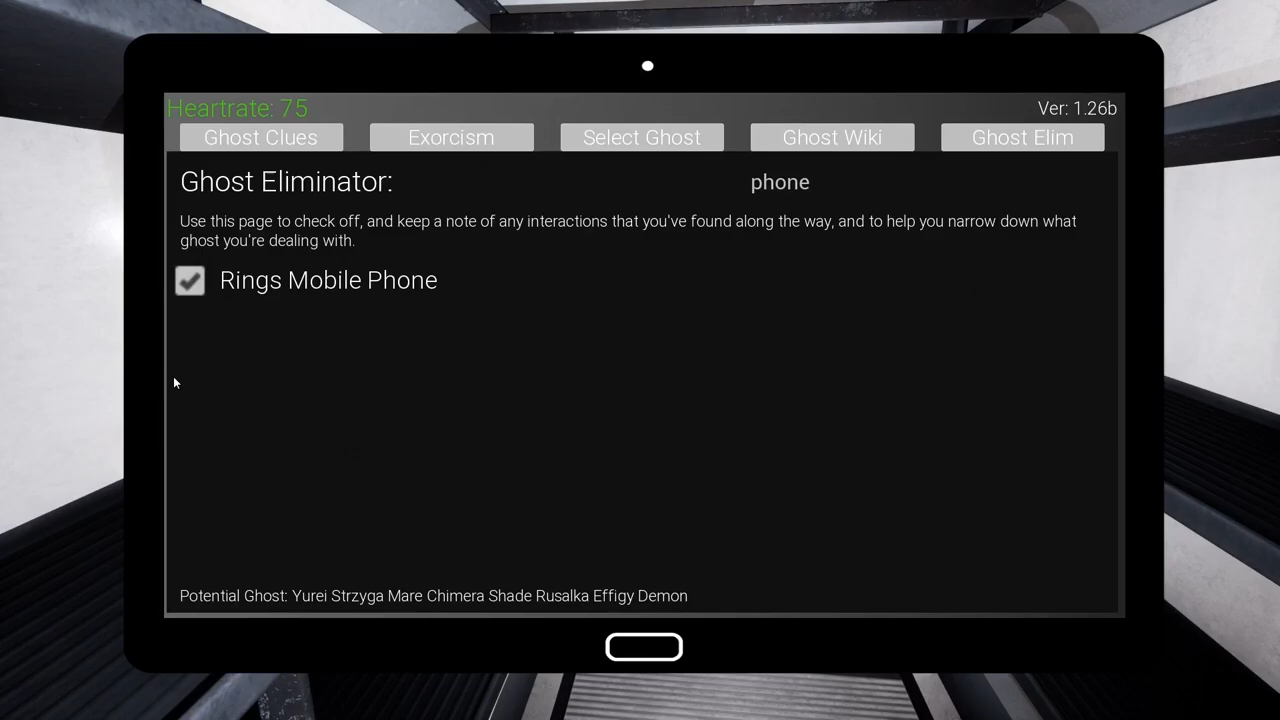 Heartrate: 75
Ver: 1.26b
Ghost Clues
Exorcism
Select Ghost
Ghost Wiki
Ghost Elim
Ghost Eliminator:
phone
Use this page to check off, and keep a note of any interactions that you've found along the way, and to help you narrow down what
ghost you're dealing with.
Rings Mobile Phone
Potential Ghost: Yurei Strzyga Mare Chimera Shade Rusalka Effigy Demon